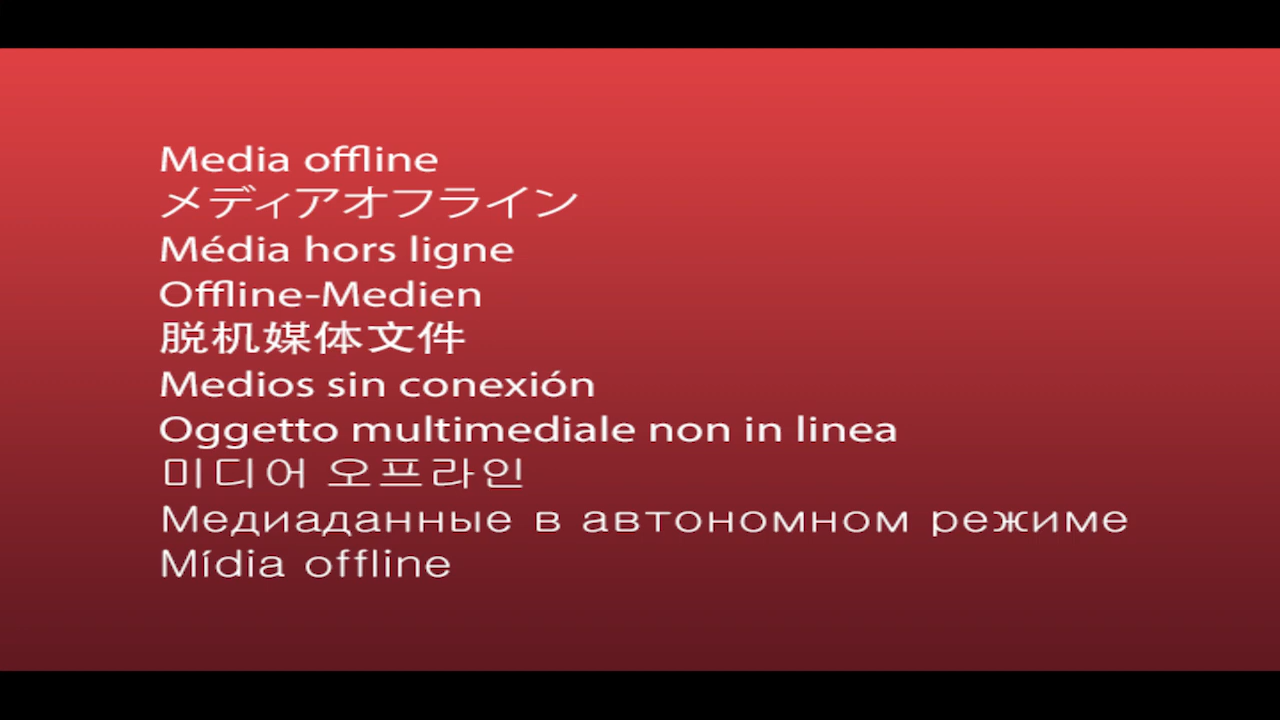 Media offline
メディアオフライン
Média hors ligne
Offline-Medien
脱机媒体文件
Medios sin conexión
Oggetto multimediale non in linea
미디어 오프라인
Медиаданные в автономном режиме
Mídia offline